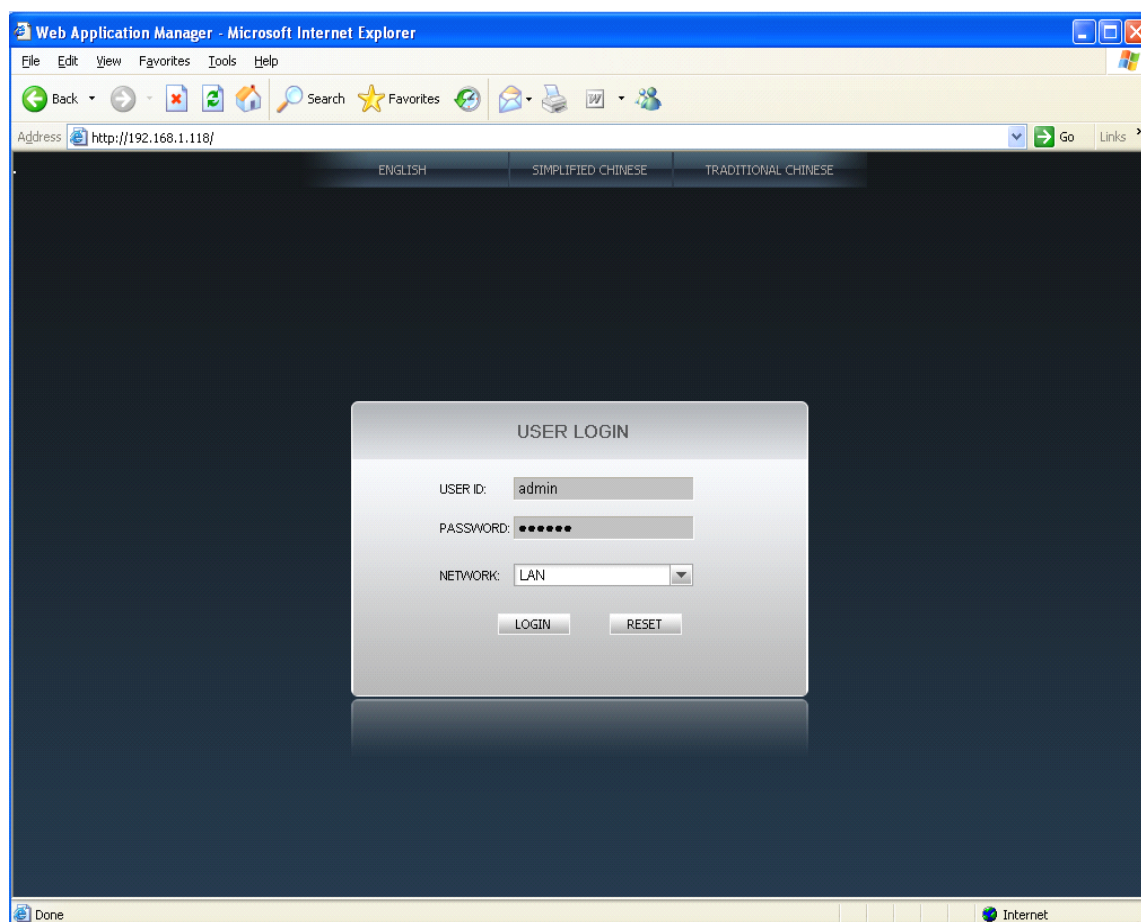 Web Application Manager - Microsoft Internet Explorer
File Edit View Favorites Tools Help
Back Search Favorites W
Address http://192.168.1.118/ Go Links »
ENGLISH SIMPLIFIED CHINESE TRADITIONAL CHINESE
USER LOGIN
USER ID: admin
PASSWORD: ●●●●●●
NETWORK: LAN
LOGIN RESET
Done Internet